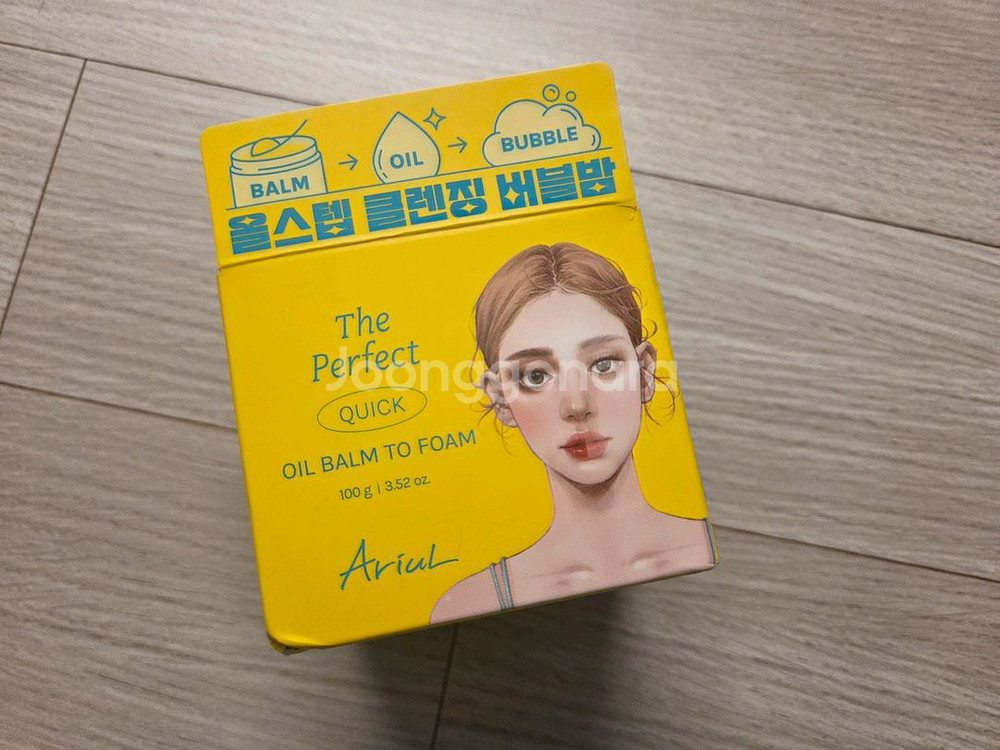 BALM → OIL → BUBBLE
올스텝 클렌징 버블밤
The
Perfect
QUICK
OIL BALM TO FOAM
100 g | 3.52 oz.
Ariul
Joonggonara